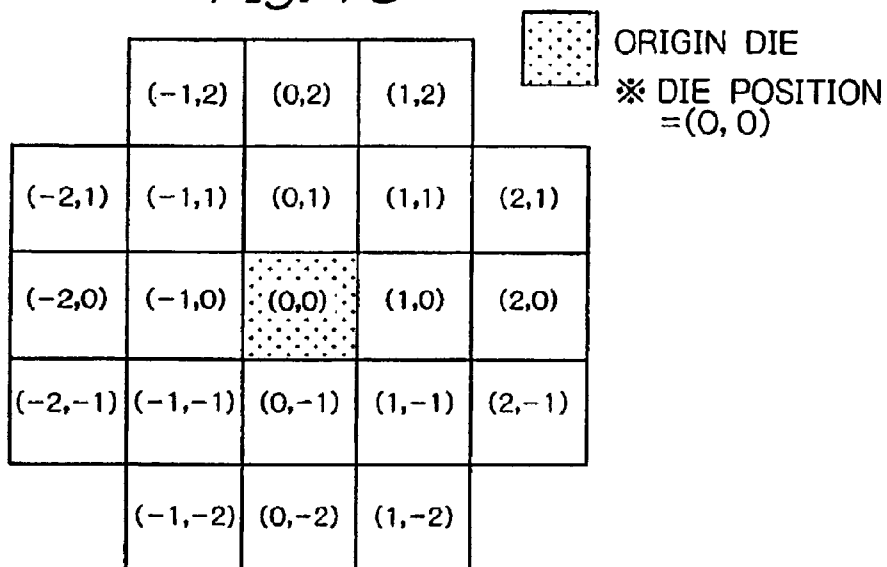 ORIGIN DIE
※ DIE POSITION
=(0,0)
(-1,2) (0,2) (1,2)
(-2,1) (-1,1) (0,1) (1,1) (2,1)
(-2,0) (-1,0) (0,0) (1,0) (2,0)
(-2,-1) (-1,-1) (0,-1) (1,-1) (2,-1)
(-1,-2) (0,-2) (1,-2)